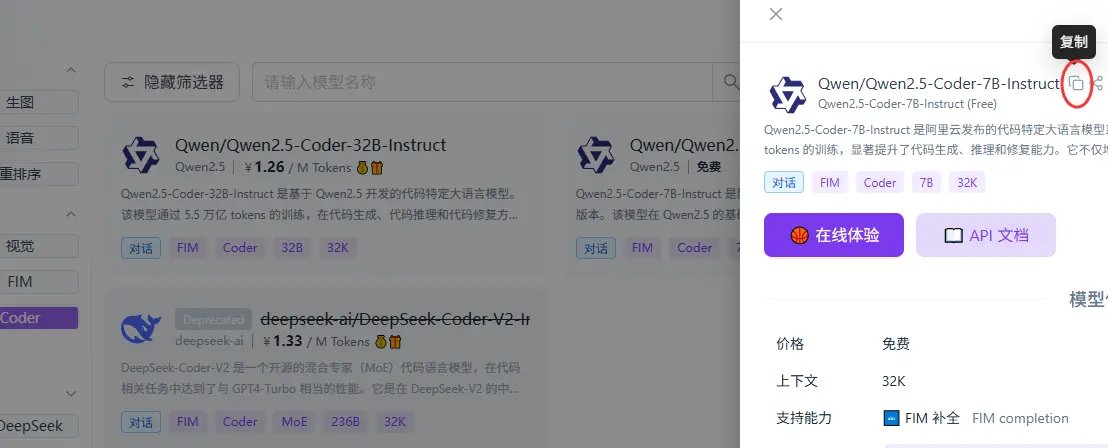 隐藏筛选器
请输入模型名称
生图
语音
重排序
视觉
FIM
Coder
DeepSeek
Qwen/Qwen2.5-Coder-32B-Instruct
Qwen2.5 | ¥ 1.26 / M Tokens
Qwen2.5-Coder-32B-Instruct 是基于 Qwen2.5 开发的代码特定大语言模型。
该模型通过 5.5 万亿 tokens 的训练，在代码生成、代码推理和代码修复方...
对话 FIM Coder 32B 32K
Qwen/Qwen2.
Qwen2.5 | 免费
Qwen2.5-Coder-7B-Instruct 是
版本。该模型在 Qwen2.5 的基
对话 FIM Coder
Deprecated deepseek-ai/DeepSeek-Coder-V2-I
deepseek-ai | ¥ 1.33 / M Tokens
DeepSeek-Coder-V2 是一个开源的混合专家（MoE）代码语言模型，在代码
相关任务中达到了与 GPT4-Turbo 相当的性能。它是在 DeepSeek-V2 的中...
对话 FIM Coder MoE 236B 32K
复制
Qwen/Qwen2.5-Coder-7B-Instruct
Qwen2.5-Coder-7B-Instruct (Free)
Qwen2.5-Coder-7B-Instruct 是阿里云发布的代码特定大语言模型
tokens 的训练，显著提升了代码生成、推理和修复能力。它不仅
对话 FIM Coder 7B 32K
在线体验
API 文档
模型
价格 免费
上下文 32K
支持能力 FIM 补全 FIM completion